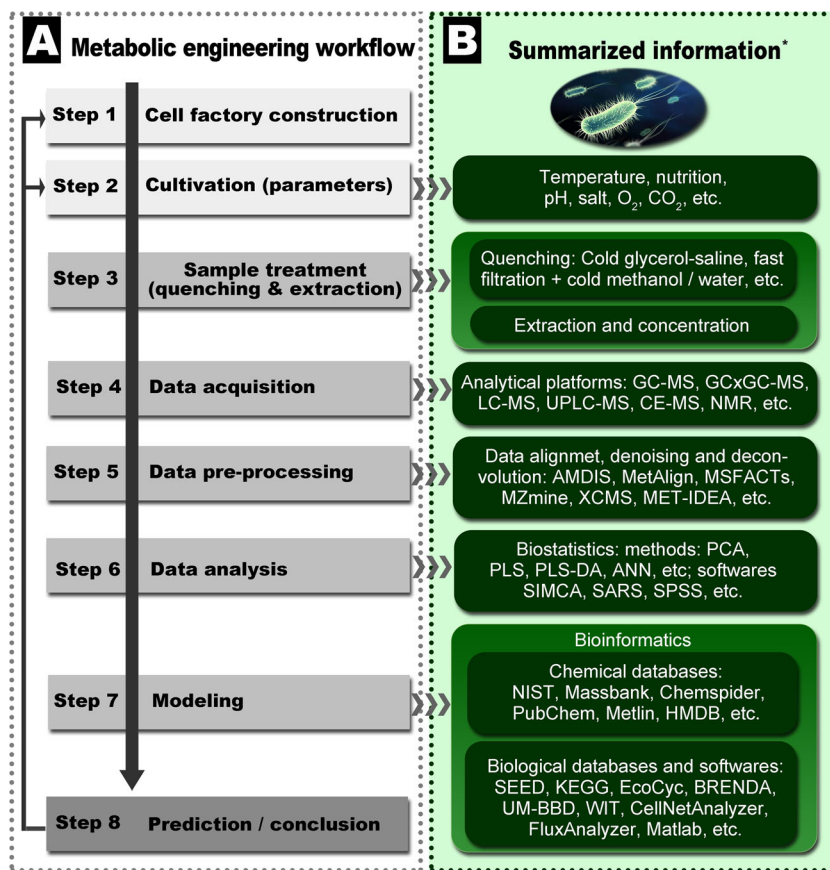 A Metabolic engineering workflow
Step 1 Cell factory construction
Step 2 Cultivation (parameters)
Step 3 Sample treatment
(quenching & extraction)
Step 4 Data acquisition
Step 5 Data pre-processing
Step 6 Data analysis
Step 7 Modeling
Step 8 Prediction / conclusion
B Summarized information*
Temperature, nutrition,
pH, salt, O₂, CO₂, etc.
Quenching: Cold glycerol-saline, fast
filtration + cold methanol / water, etc.
Extraction and concentration
Analytical platforms: GC-MS, GCxGC-MS,
LC-MS, UPLC-MS, CE-MS, NMR, etc.
Data alignmet, denoising and decon-
volution: AMDIS, MetAlign, MSFACTs,
MZmine, XCMS, MET-IDEA, etc.
Biostatistics: methods: PCA,
PLS, PLS-DA, ANN, etc; softwares
SIMCA, SARS, SPSS, etc.
Bioinformatics
Chemical databases:
NIST, Massbank, Chemspider,
PubChem, Metlin, HMDB, etc.
Biological databases and softwares:
SEED, KEGG, EcoCyc, BRENDA,
UM-BBD, WIT, CellNetAnalyzer,
FluxAnalyzer, Matlab, etc.